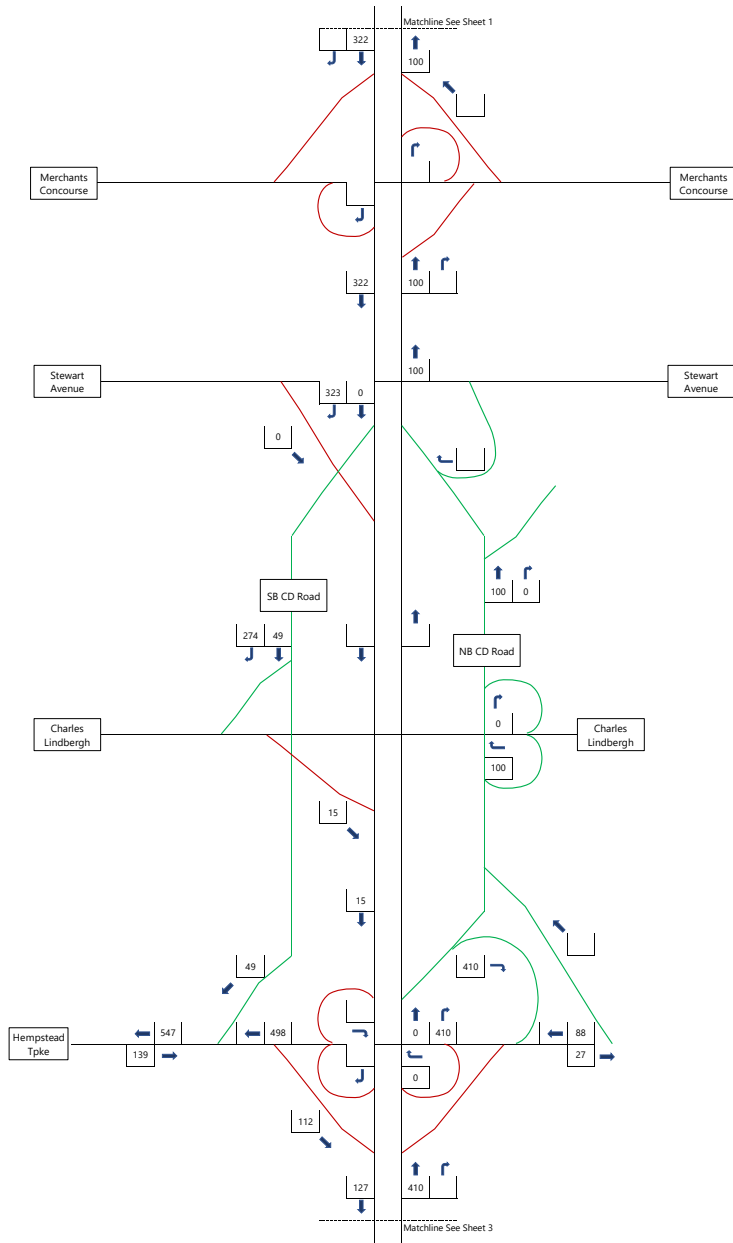 Matchline See Sheet 1
322
100
Merchants
Concourse
Merchants
Concourse
322
100
100
Stewart
Avenue
Stewart
Avenue
323 0
0
100 0
SB CD Road
274 49
NB CD Road
0
Charles
Lindbergh
Charles
Lindbergh
100
15
15
49
410
547
498
0 410
88
Hempstead
Tpke
139
27
0
112
127
410
Matchline See Sheet 3